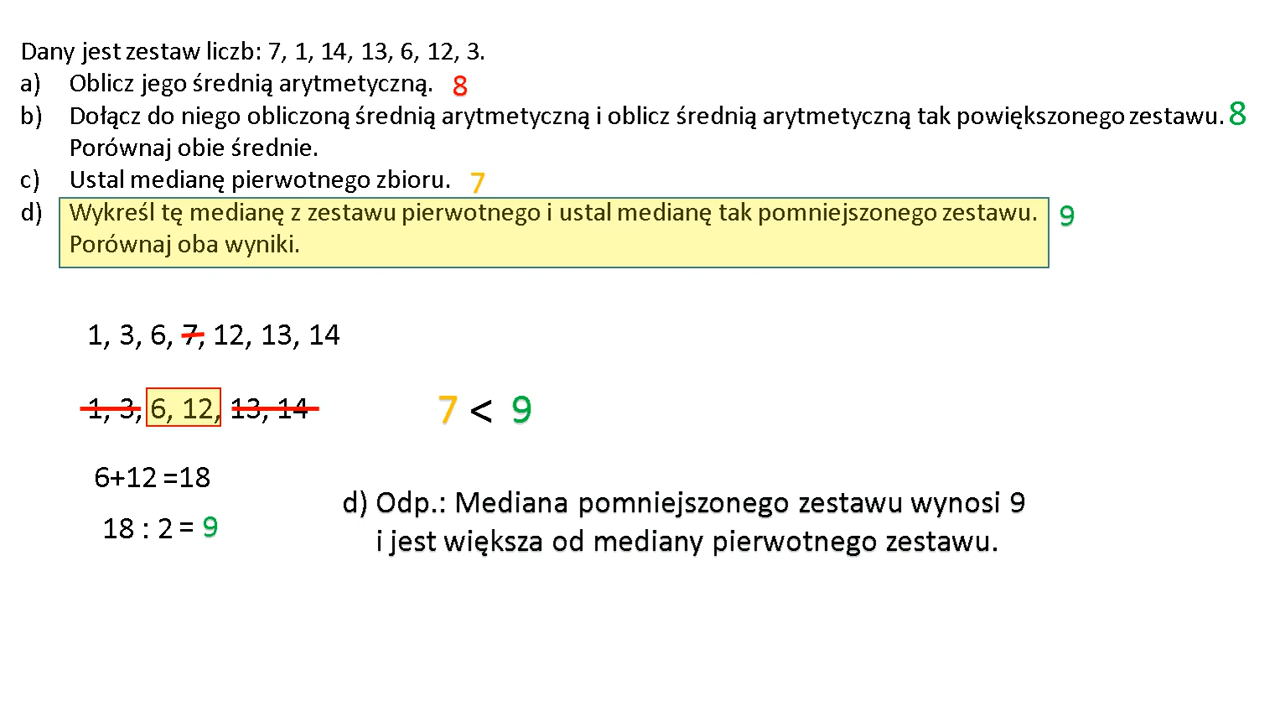 Dany jest zestaw liczb: 7, 1, 14, 13, 6, 12, 3.
a) Oblicz jego średnią arytmetyczną. 8
b) Dołącz do niego obliczoną średnią arytmetyczną i oblicz średnią arytmetyczną tak powiększonego zestawu. 8
Porównaj obie średnie.
c) Ustal medianę pierwotnego zbioru. 7
d) Wykreśl tę medianę z zestawu pierwotnego i ustal medianę tak pomniejszonego zestawu. 9
Porównaj oba wyniki.
1, 3, 6, 7, 12, 13, 14
1, 3, 6, 12, 13, 14 7 < 9
6+12 =18
d) Odp.: Mediana pomniejszonego zestawu wynosi 9
18 : 2 = 9
i jest większa od mediany pierwotnego zestawu.